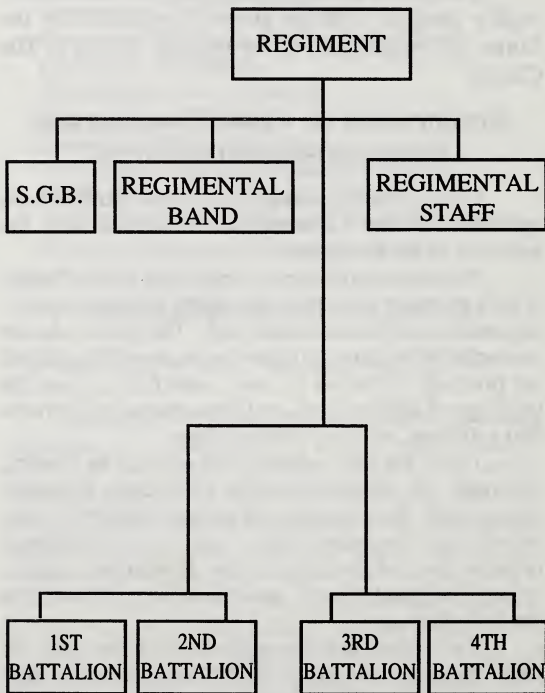 REGIMENT
S.G.B.
REGIMENTAL
BAND
REGIMENTAL
STAFF
1ST
BATTALION
2ND
BATTALION
3RD
BATTALION
4TH
BATTALION